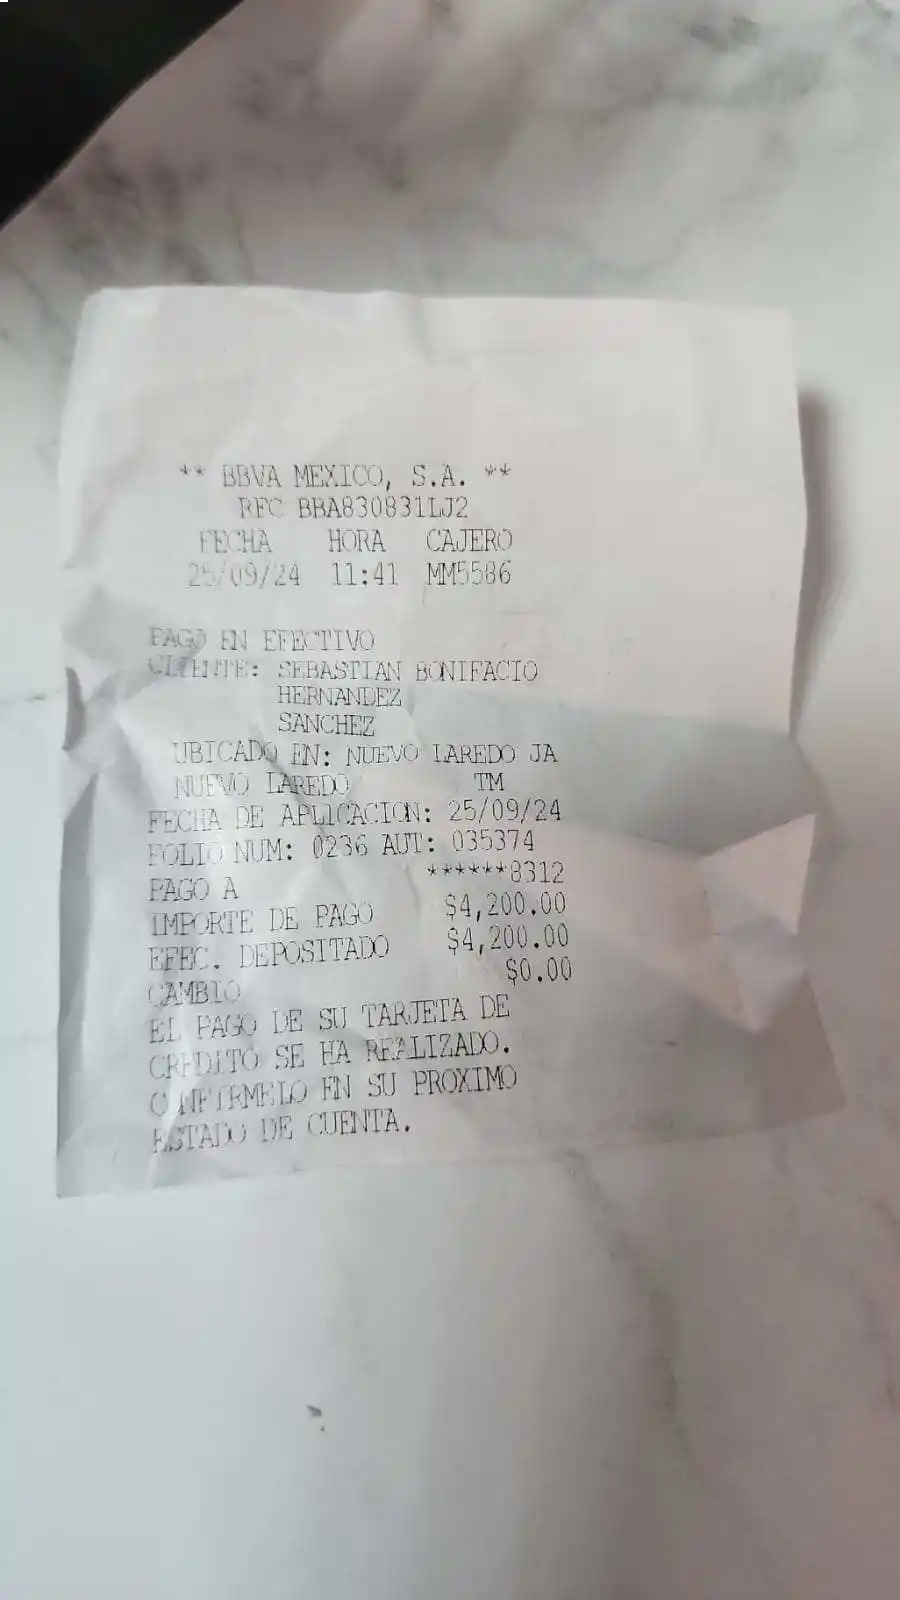 ** BBVA MEXICO, S.A. **
RFC BBA830831LJ2
FECHA HORA CAJERO
25/09/24 11:41 MM5586
PAGO EN EFECTIVO
CLIENTE: SEBASTIAN BONIFACIO
HERNANDEZ
SANCHEZ
UBICADO EN: NUEVO LAREDO JA
NUEVO LAREDO TM
FECHA DE APLICACION: 25/09/24
FOLIO NUM: 0236 AUT: 035374
PAGO A ******8312
IMPORTE DE PAGO $4,200.00
EFEC. DEPOSITADO $4,200.00
CAMBIO $0.00
EL PAGO DE SU TARJETA DE
CREDITO SE HA REALIZADO.
CONFIRMELO EN SU PROXIMO
ESTADO DE CUENTA.